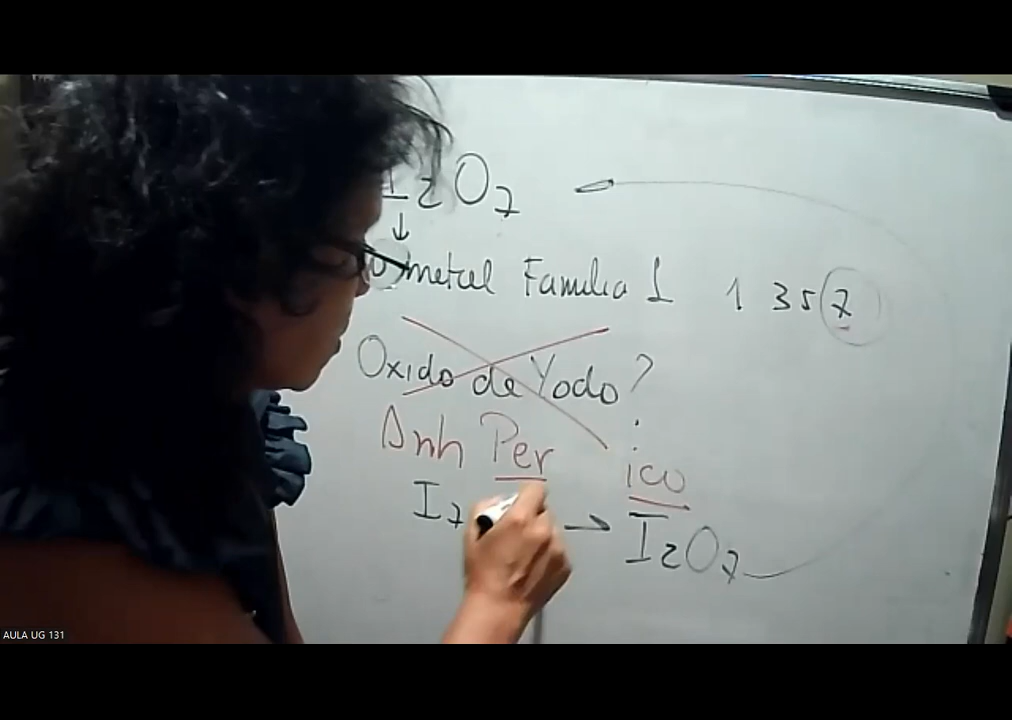 I2O7
↓
metal Familia 1 1 3 5 7
Oxido de Yodo?
Anh Per ico
I7 → I2O7
AULA UG 131